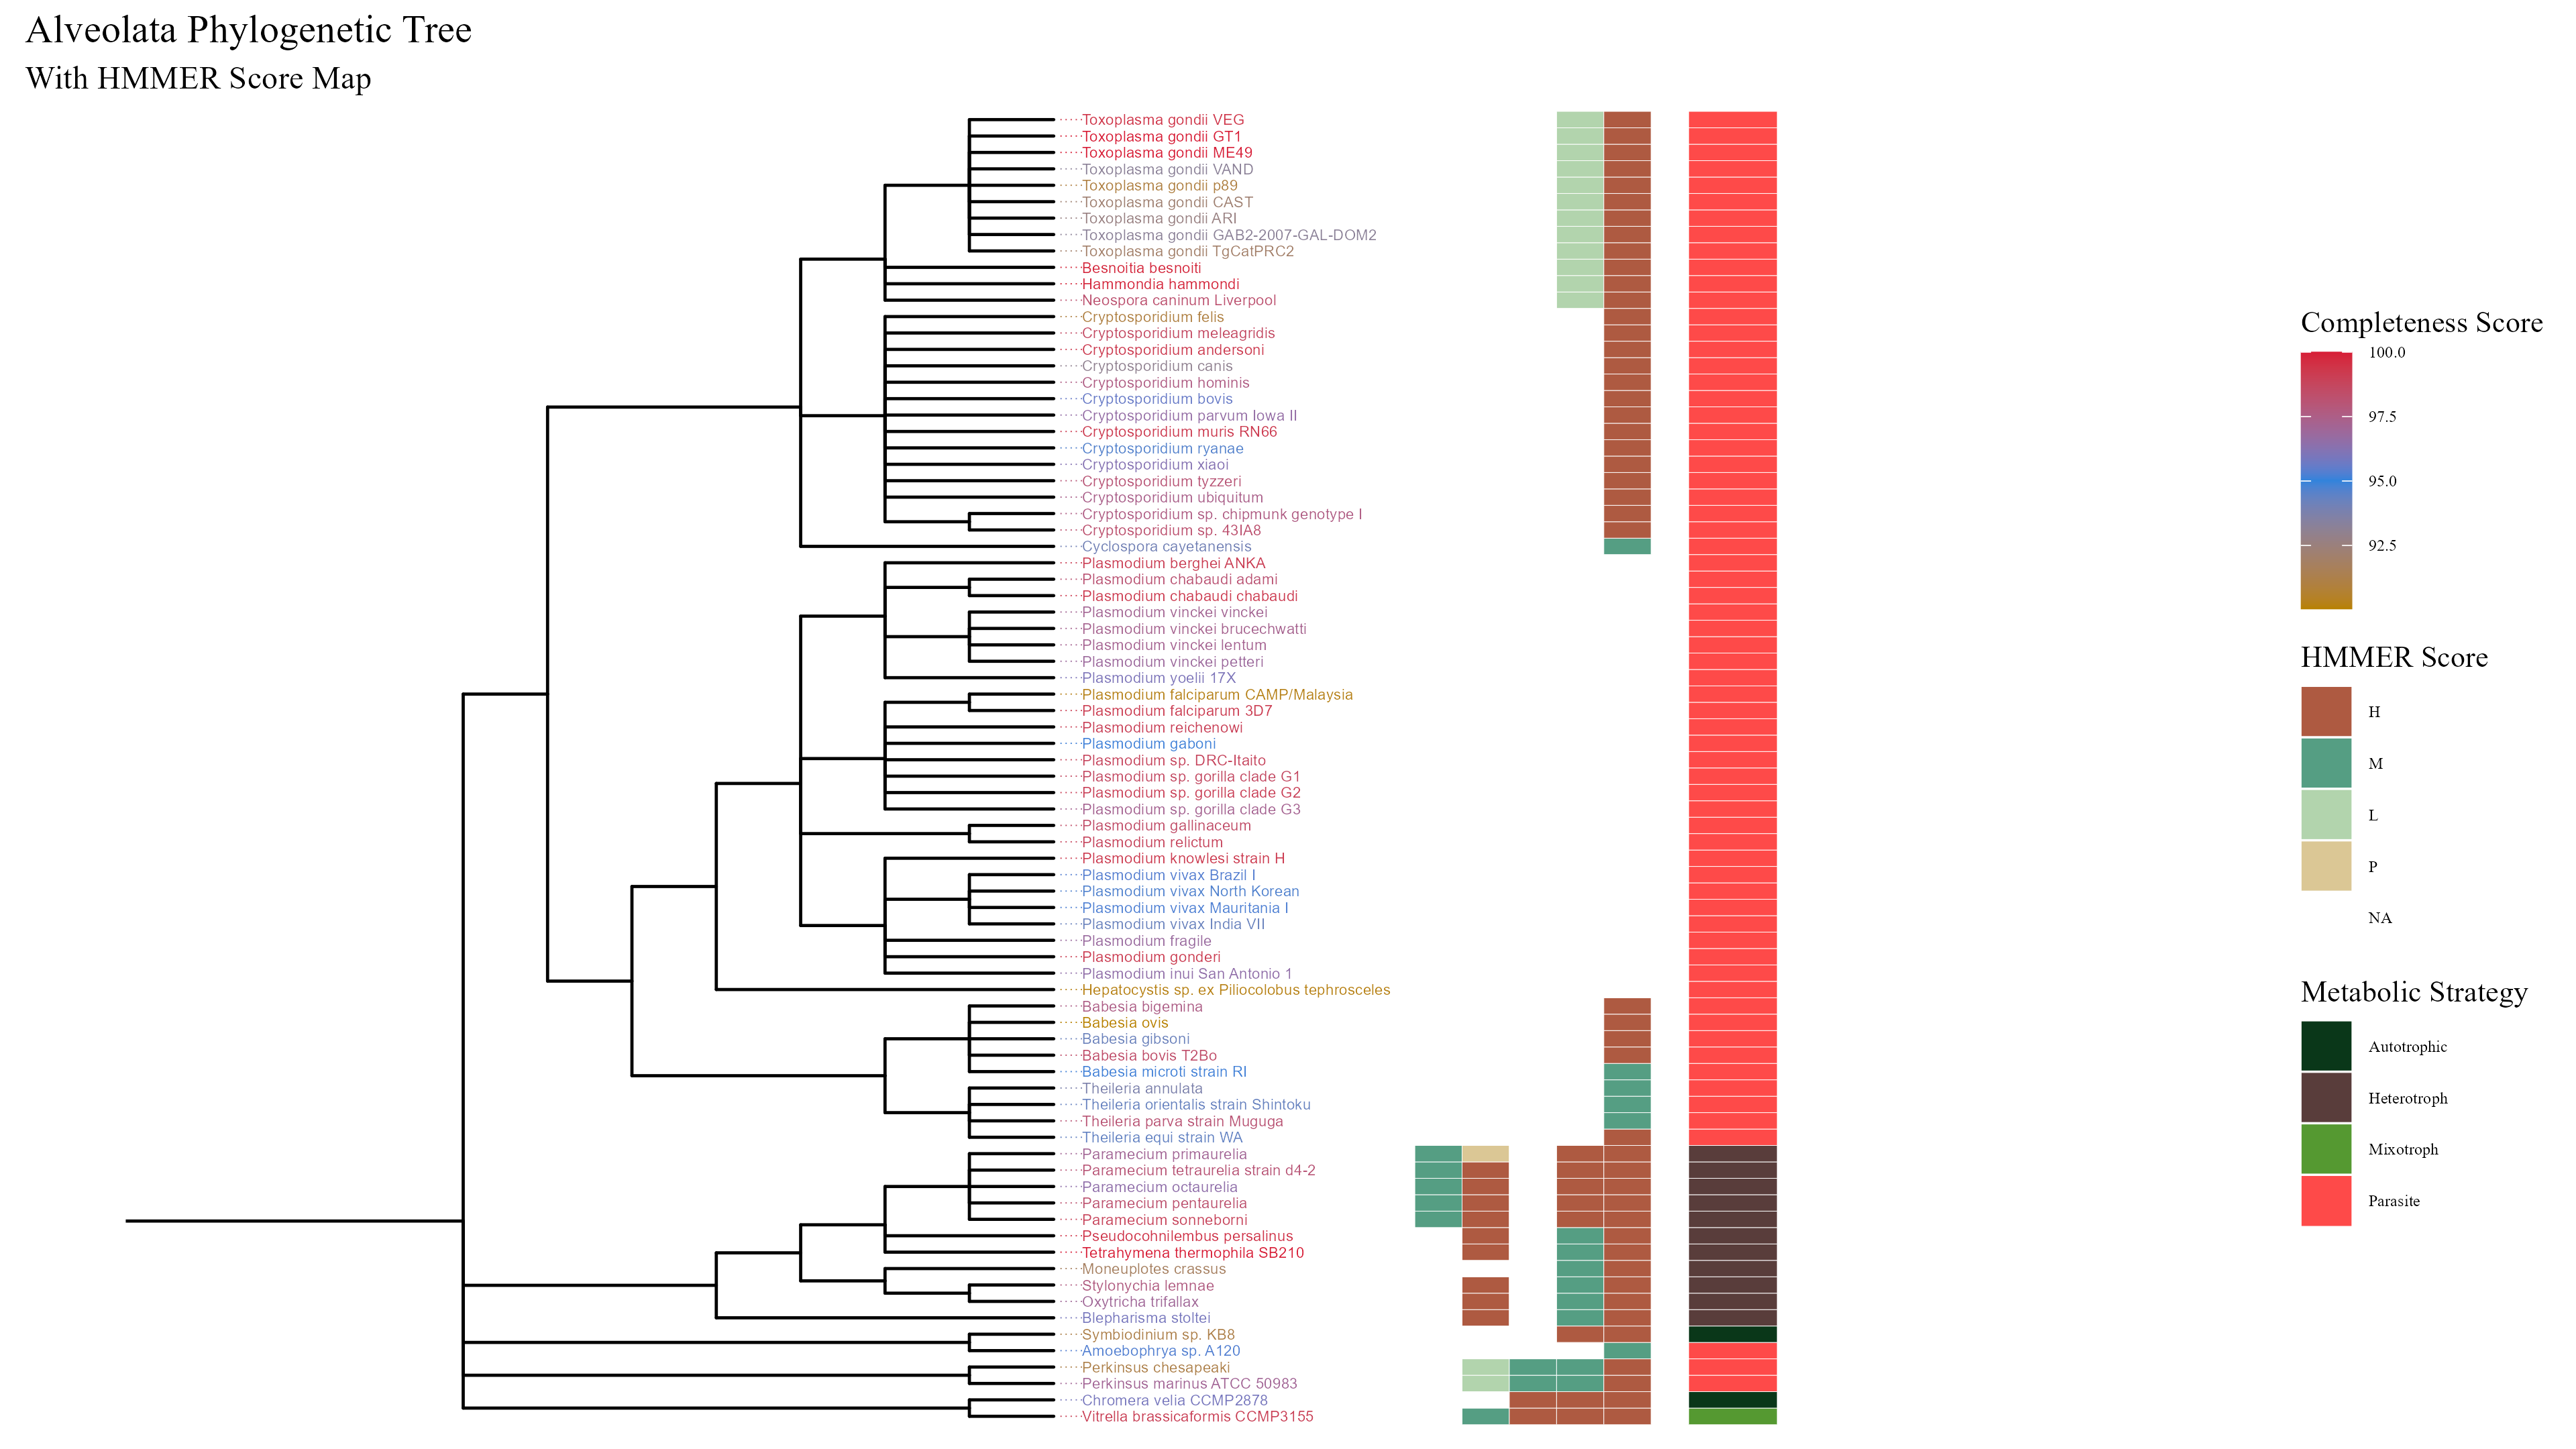 Alveolata Phylogenetic Tree
With HMMER Score Map
Toxoplasma gondii VEG
Toxoplasma gondii GT1
Toxoplasma gondii ME49
Toxoplasma gondii VAND
Toxoplasma gondii p89
Toxoplasma gondii CAST
Toxoplasma gondii ARI
Toxoplasma gondii GAB2-2007-GAL-DOM2
Toxoplasma gondii TgCatPRC2
Besnoitia besnoiti
Hammondia hammondi
Neospora caninum Liverpool
Cryptosporidium felis
Cryptosporidium meleagridis
Cryptosporidium andersoni
Cryptosporidium canis
Cryptosporidium hominis
Cryptosporidium bovis
Cryptosporidium parvum Iowa II
Cryptosporidium muris RN66
Cryptosporidium ryanae
Cryptosporidium xiaoi
Cryptosporidium tyzzeri
Cryptosporidium ubiquitum
Cryptosporidium sp. chipmunk genotype I
Cryptosporidium sp. 43IA8
Cyclospora cayetanensis
Plasmodium berghei ANKA
Plasmodium chabaudi adami
Plasmodium chabaudi chabaudi
Plasmodium vinckei vinckei
Plasmodium vinckei brucechwatti
Plasmodium vinckei lentum
Plasmodium vinckei petteri
Plasmodium yoelii 17X
Plasmodium falciparum CAMP/Malaysia
Plasmodium falciparum 3D7
Plasmodium reichenowi
Plasmodium gaboni
Plasmodium sp. DRC-Itaito
Plasmodium sp. gorilla clade G1
Plasmodium sp. gorilla clade G2
Plasmodium sp. gorilla clade G3
Plasmodium gallinaceum
Plasmodium relictum
Plasmodium knowlesi strain H
Plasmodium vivax Brazil I
Plasmodium vivax North Korean
Plasmodium vivax Mauritania I
Plasmodium vivax India VII
Plasmodium fragile
Plasmodium gonderi
Plasmodium inui San Antonio 1
Hepatocystis sp. ex Piliocolobus tephrosceles
Babesia bigemina
Babesia ovis
Babesia gibsoni
Babesia bovis T2Bo
Babesia microti strain RI
Theileria annulata
Theileria orientalis strain Shintoku
Theileria parva strain Muguga
Theileria equi strain WA
Paramecium primaurelia
Paramecium tetraurelia strain d4-2
Paramecium octaurelia
Paramecium pentaurelia
Paramecium sonneborni
Pseudocohnilembus persalinus
Tetrahymena thermophila SB210
Moneuplotes crassus
Stylonychia lemnae
Oxytricha trifallax
Blepharisma stoltei
Symbiodinium sp. KB8
Amoebophrya sp. A120
Perkinsus chesapeaki
Perkinsus marinus ATCC 50983
Chromera velia CCMP2878
Vitrella brassicaformis CCMP3155
Completeness Score
100.0
97.5
95.0
92.5
HMMER Score
H
M
L
P
NA
Metabolic Strategy
Autotrophic
Heterotroph
Mixotroph
Parasite